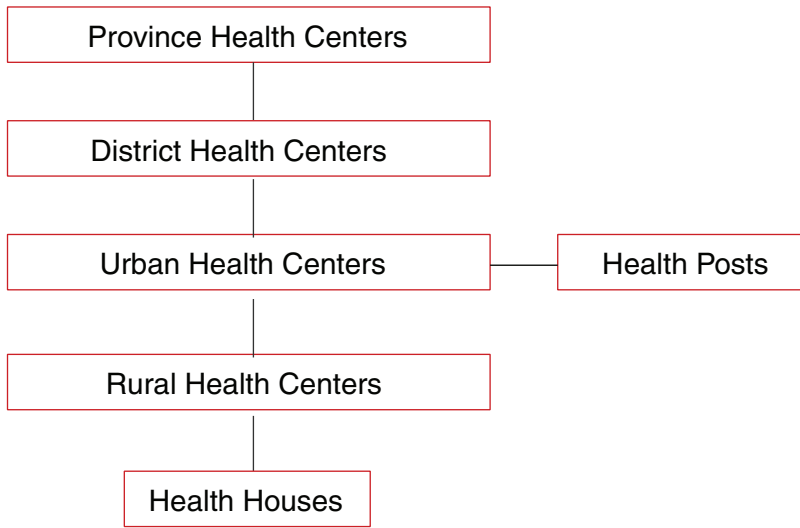 Province Health Centers
District Health Centers
Urban Health Centers
Health Posts
Rural Health Centers
Health Houses